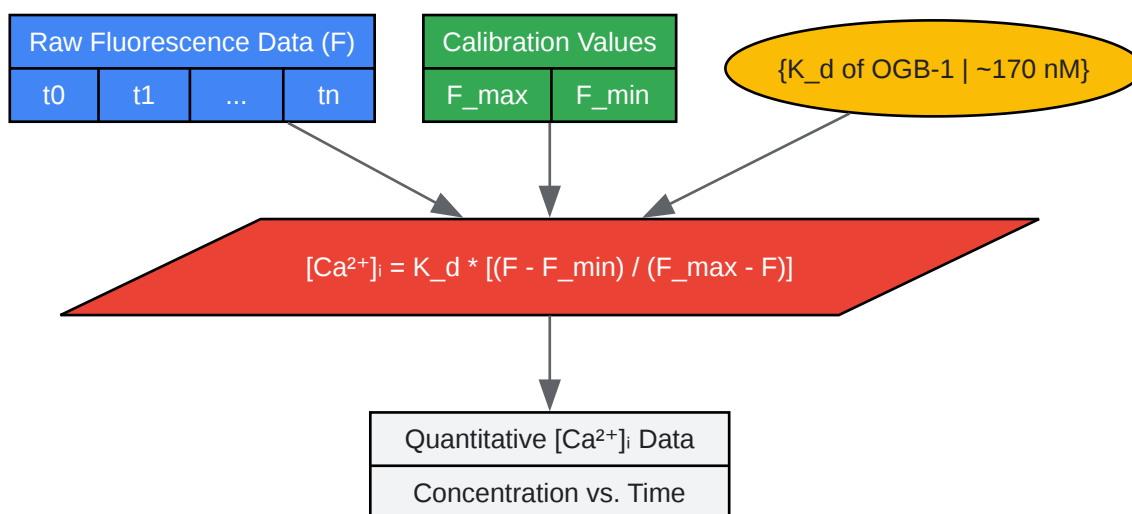 Raw Fluorescence Data (F)
t0 t1 ... tn
Calibration Values
F_max F_min
{K_d of OGB-1 | ~170 nM}
[Ca²⁺]ᵢ = K_d * [(F - F_min) / (F_max - F)]
Quantitative [Ca²⁺]ᵢ Data
Concentration vs. Time